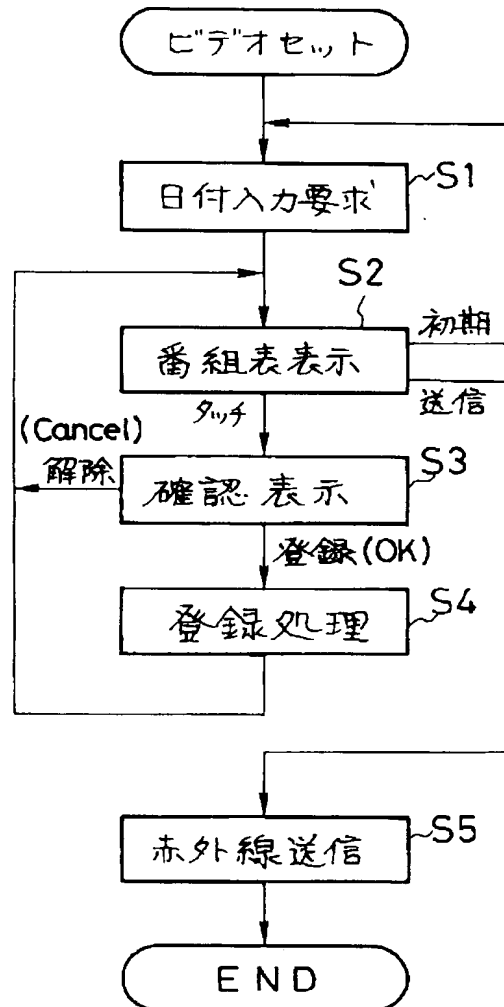 ビデオセット
日付入力要求
S1
S2
番組表表示
初期
送信
タッチ
(Cancel)
解除
確認表示
S3
登録(OK)
登録処理
S4
赤外線送信
S5
END